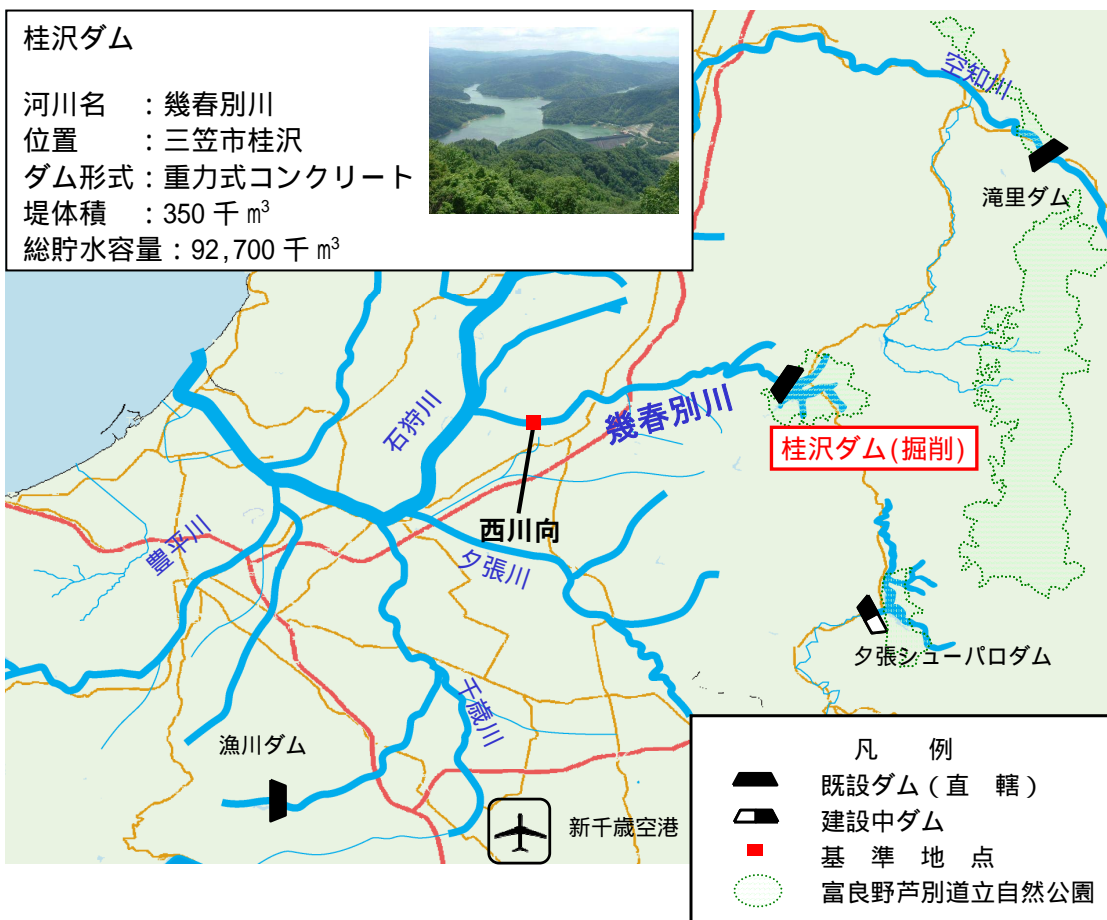 桂沢ダム
河川名 :幾春別川
位置 :三笠市桂沢
ダム形式:重力式コンクリート
堤体積 :350千㎥
総貯水容量:92,700千㎥
空知川
滝里ダム
石狩川
幾春別川
桂沢ダム(掘削)
西川向
豊平川
夕張川
夕張シューパロダム
千歳川
漁川ダム
新千歳空港
凡 例
既設ダム(直 轄)
建設中ダム
基 準 地 点
富良野芦別道立自然公園